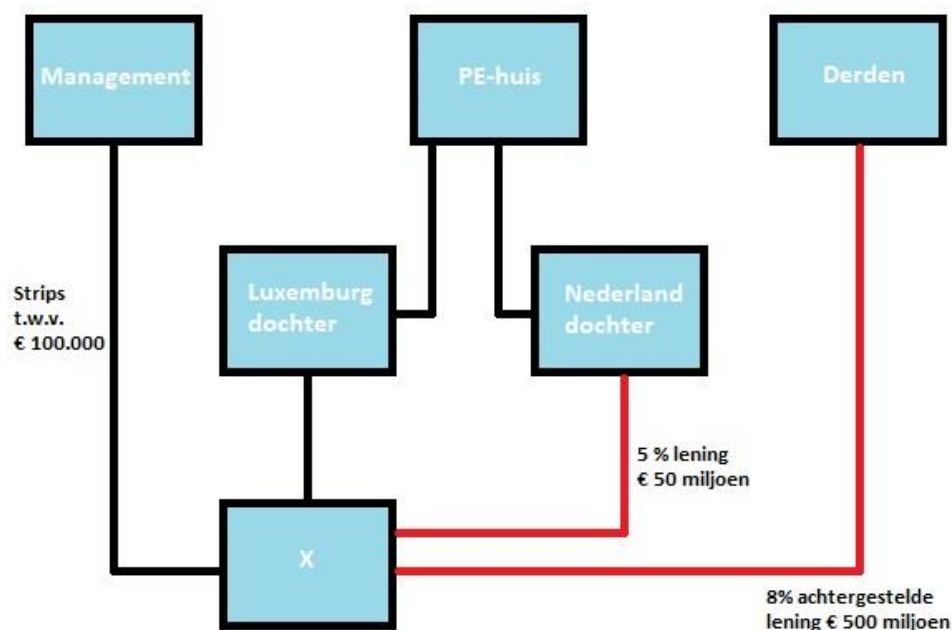 Management
PE-huis
Derden
Luxemburg
dochter
Nederland
dochter
Strips
t.w.v.
€ 100.000
5 % lening
€ 50 miljoen
X
8% achtergestelde
lening € 500 miljoen